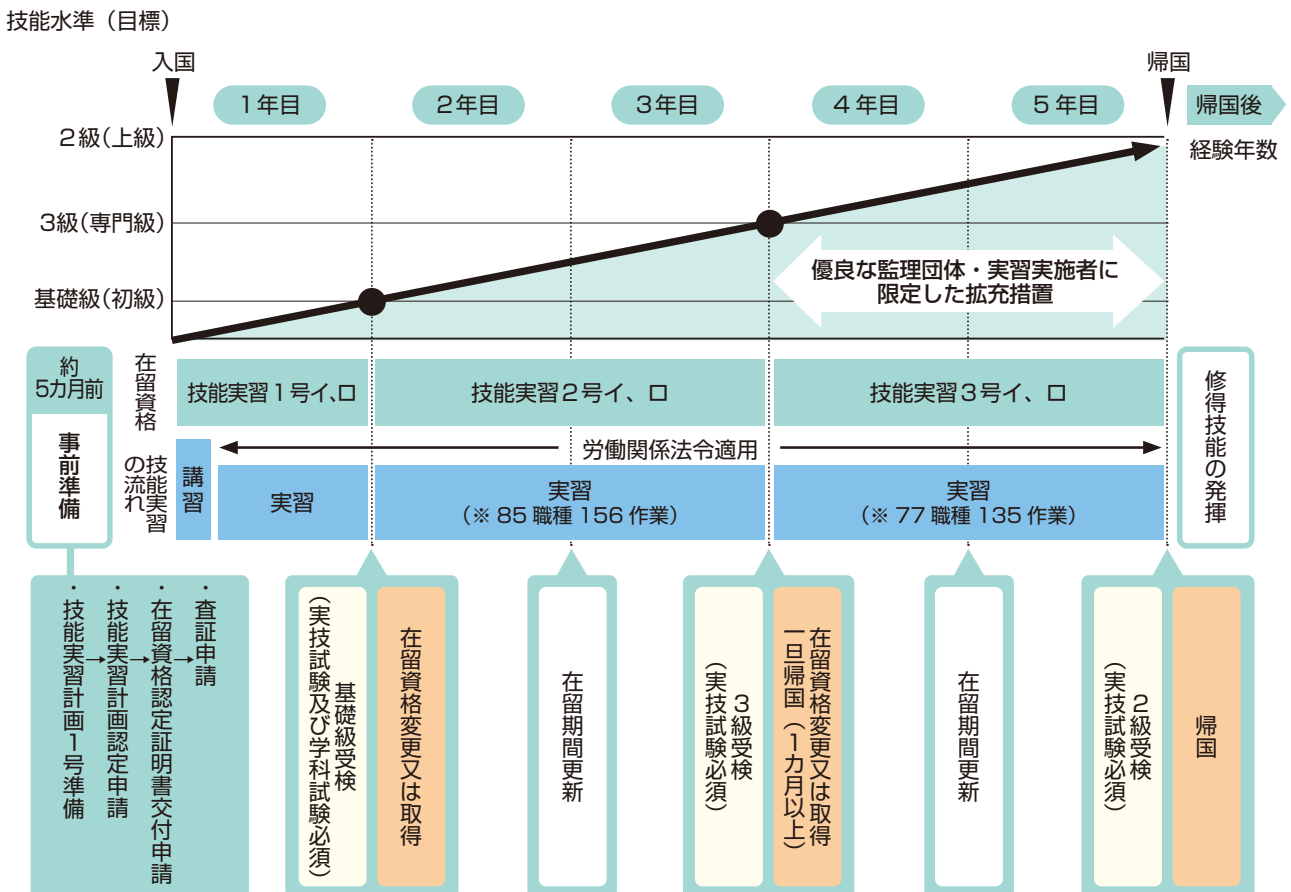 技能水準（目標）
入国
帰国
1年目
2年目
3年目
4年目
5年目
帰国後
経験年数
2級(上級)
3級(専門級)
基礎級(初級)
優良な監理団体・実習実施者に
限定した拡充措置
約
5カ月前
事前準備
在留資格
技能実習1号イ、ロ
技能実習2号イ、ロ
技能実習3号イ、ロ
修得技能の発揮
労働関係法令適用
技能実習
の流れ
講習
実習
実習
（※ 85 職種 156 作業）
実習
（※ 77 職種 135 作業）
・技能実習計画1号準備
→
・技能実習計画認定申請
→
・在留資格認定証明書交付申請
→
・査証申請
基礎級受検
（実技試験及び学科試験必須）
在留資格変更又は取得
在留期間更新
3級受検
（実技試験必須）
在留資格変更又は取得
一旦帰国（1カ月以上）
在留期間更新
2級受検
（実技試験必須）
帰国